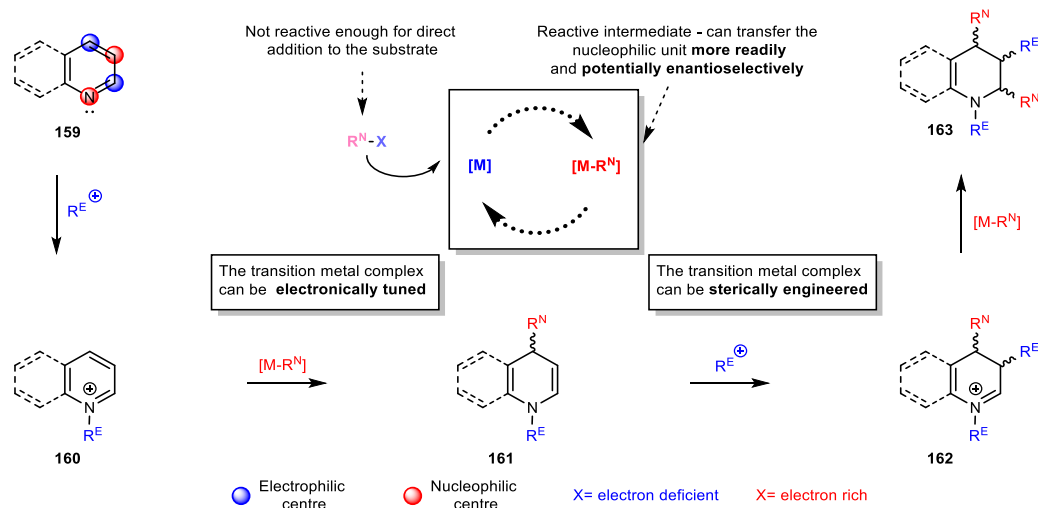 Not reactive enough for direct
addition to the substrate
Reactive intermediate - can transfer the
nucleophilic unit more readily
and potentially enantioselectively
N
..
159
R^E ⊕
R^N-X
[M]
[M-R^N]
R^N
R^E
R^N
N
R^E
163
[M-R^N]
The transition metal complex
can be electronically tuned
The transition metal complex
can be sterically engineered
⊕
N
R^E
160
[M-R^N]
R^N
N
R^E
161
R^E ⊕
R^N
R^E
⊕
N
R^E
162
Electrophilic
centre
Nucleophilic
centre
X= electron deficient
X= electron rich